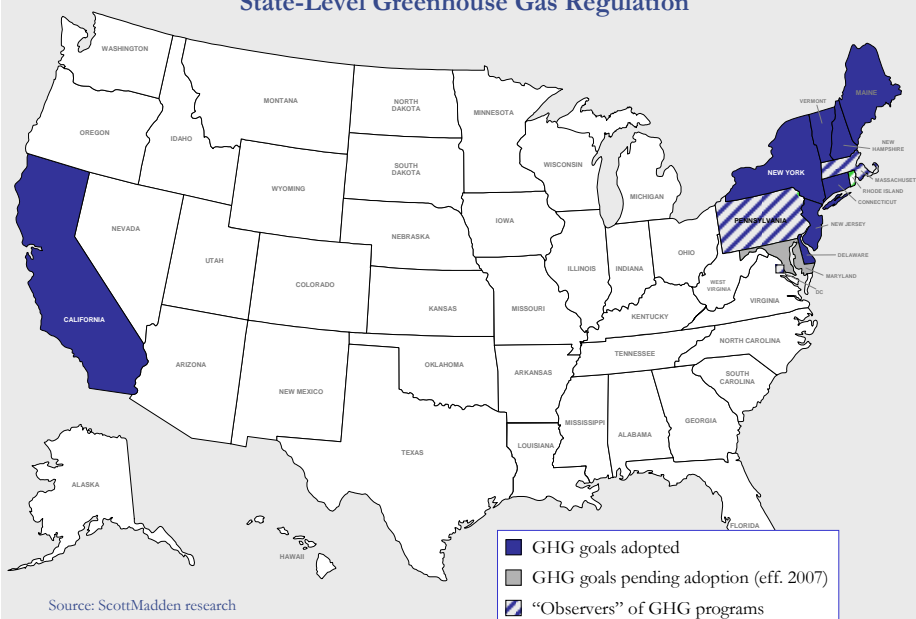 State-Level Greenhouse Gas Regulation
WASHINGTON
MONTANA
NORTH
DAKOTA
MINNESOTA
MAINE
VERMONT
OREGON
IDAHO
SOUTH
DAKOTA
WISCONSIN
NEW
HAMPSHIRE
WYOMING
MICHIGAN
NEW YORK
MASSACHUSET
RHODE ISLAND
CONNECTICUT
NEVADA
NEBRASKA
IOWA
PENNSYLVANIA
NEW JERSEY
UTAH
COLORADO
ILLINOIS
INDIANA
OHIO
DELAWARE
WEST
VIRGINIA
MARYLAND
DC
CALIFORNIA
KANSAS
MISSOURI
KENTUCKY
VIRGINIA
ARIZONA
NEW MEXICO
OKLAHOMA
ARKANSAS
TENNESSEE
NORTH CAROLINA
SOUTH
CAROLINA
TEXAS
LOUISIANA
MISSISSIPPI
ALABAMA
GEORGIA
ALASKA
HAWAII
FLORIDA
GHG goals adopted
GHG goals pending adoption (eff. 2007)
“Observers” of GHG programs
Source: ScottMadden research